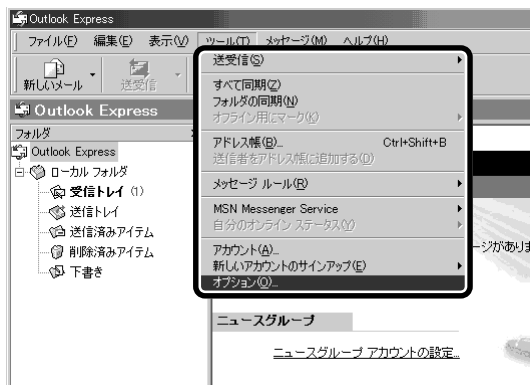 Outlook Express
ファイル(F) 編集(E) 表示(V) ツール(T) メッセージ(M) ヘルプ(H)
新しいメール 送受信
Outlook Express
フォルダ
Outlook Express
ローカル フォルダ
受信トレイ (1)
送信トレイ
送信済みアイテム
削除済みアイテム
下書き
送受信(S)
すべて同期(Z)
フォルダの同期(N)
オフライン用にマーク(K)
アドレス帳(B)... Ctrl+Shift+B
送信者をアドレス帳に追加する(D)
メッセージ ルール(R)
MSN Messenger Service
自分のオンライン ステータス(Y)
アカウント(A)...
新しいアカウントのサインアップ(E)
オプション(O)...
ージがありま
ニュースグループ
ニュースグループ アカウントの設定...